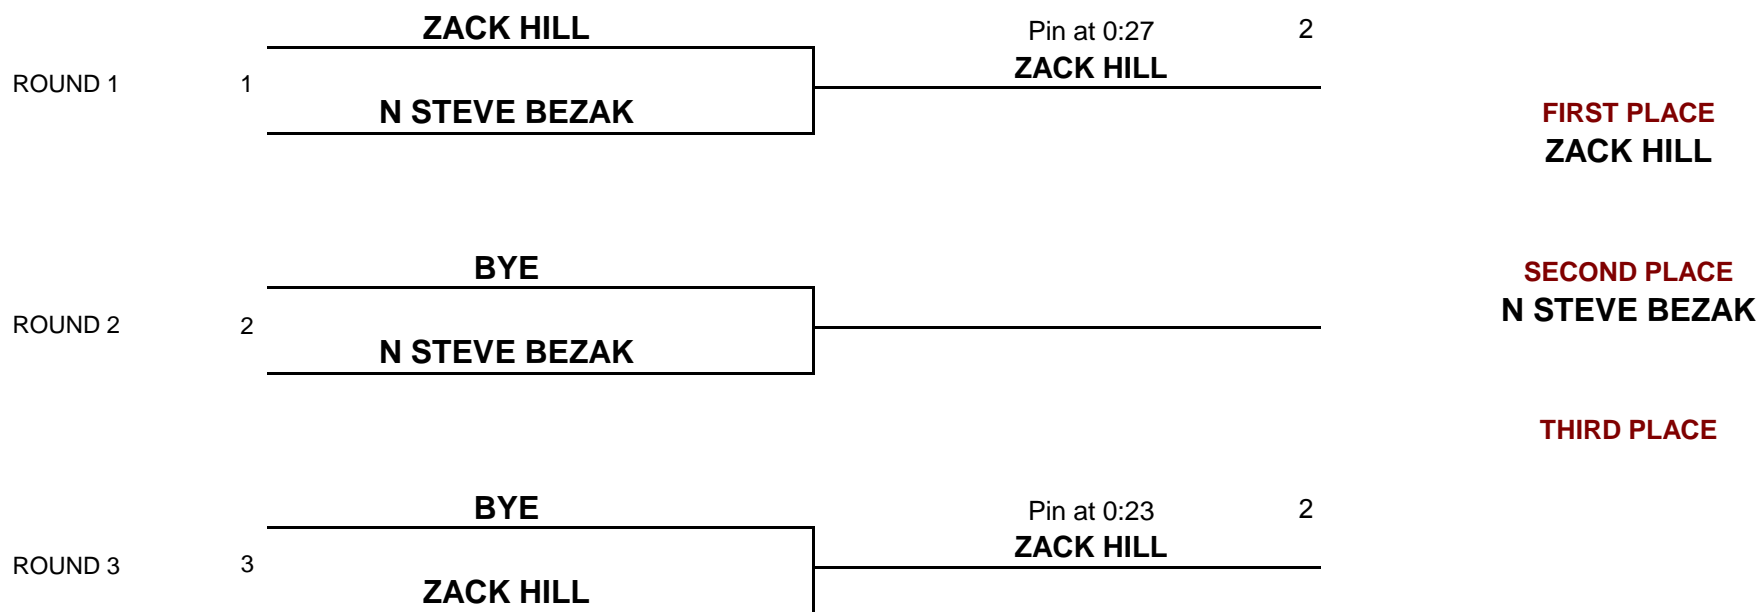 ZACK HILL
Pin at 0:27 2
ROUND 1 1 ZACK HILL
N STEVE BEZAK
FIRST PLACE
ZACK HILL
BYE
SECOND PLACE
N STEVE BEZAK
ROUND 2 2
N STEVE BEZAK
THIRD PLACE
BYE
Pin at 0:23 2
ZACK HILL
ROUND 3 3
ZACK HILL